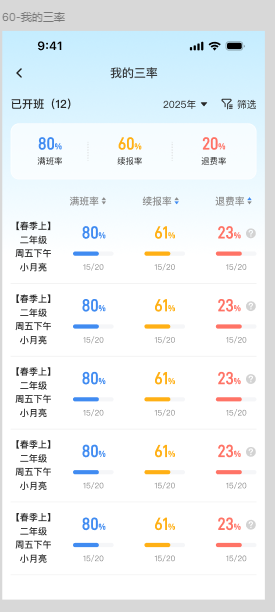 60-我的三率
9:41
我的三率
已开班（12） 2025年 筛选
80% 60% 20%
满班率 续报率 退费率
满班率 续报率 退费率
【春季上】
二年级
周五下午
小月亮
80% 61% 23% ?
15/20 15/20 15/20
【春季上】
二年级
周五下午
小月亮
80% 61% 23% ?
15/20 15/20 15/20
【春季上】
二年级
周五下午
小月亮
80% 61% 23% ?
15/20 15/20 15/20
【春季上】
二年级
周五下午
小月亮
80% 61% 23% ?
15/20 15/20 15/20
【春季上】
二年级
周五下午
小月亮
80% 61% 23% ?
15/20 15/20 15/20